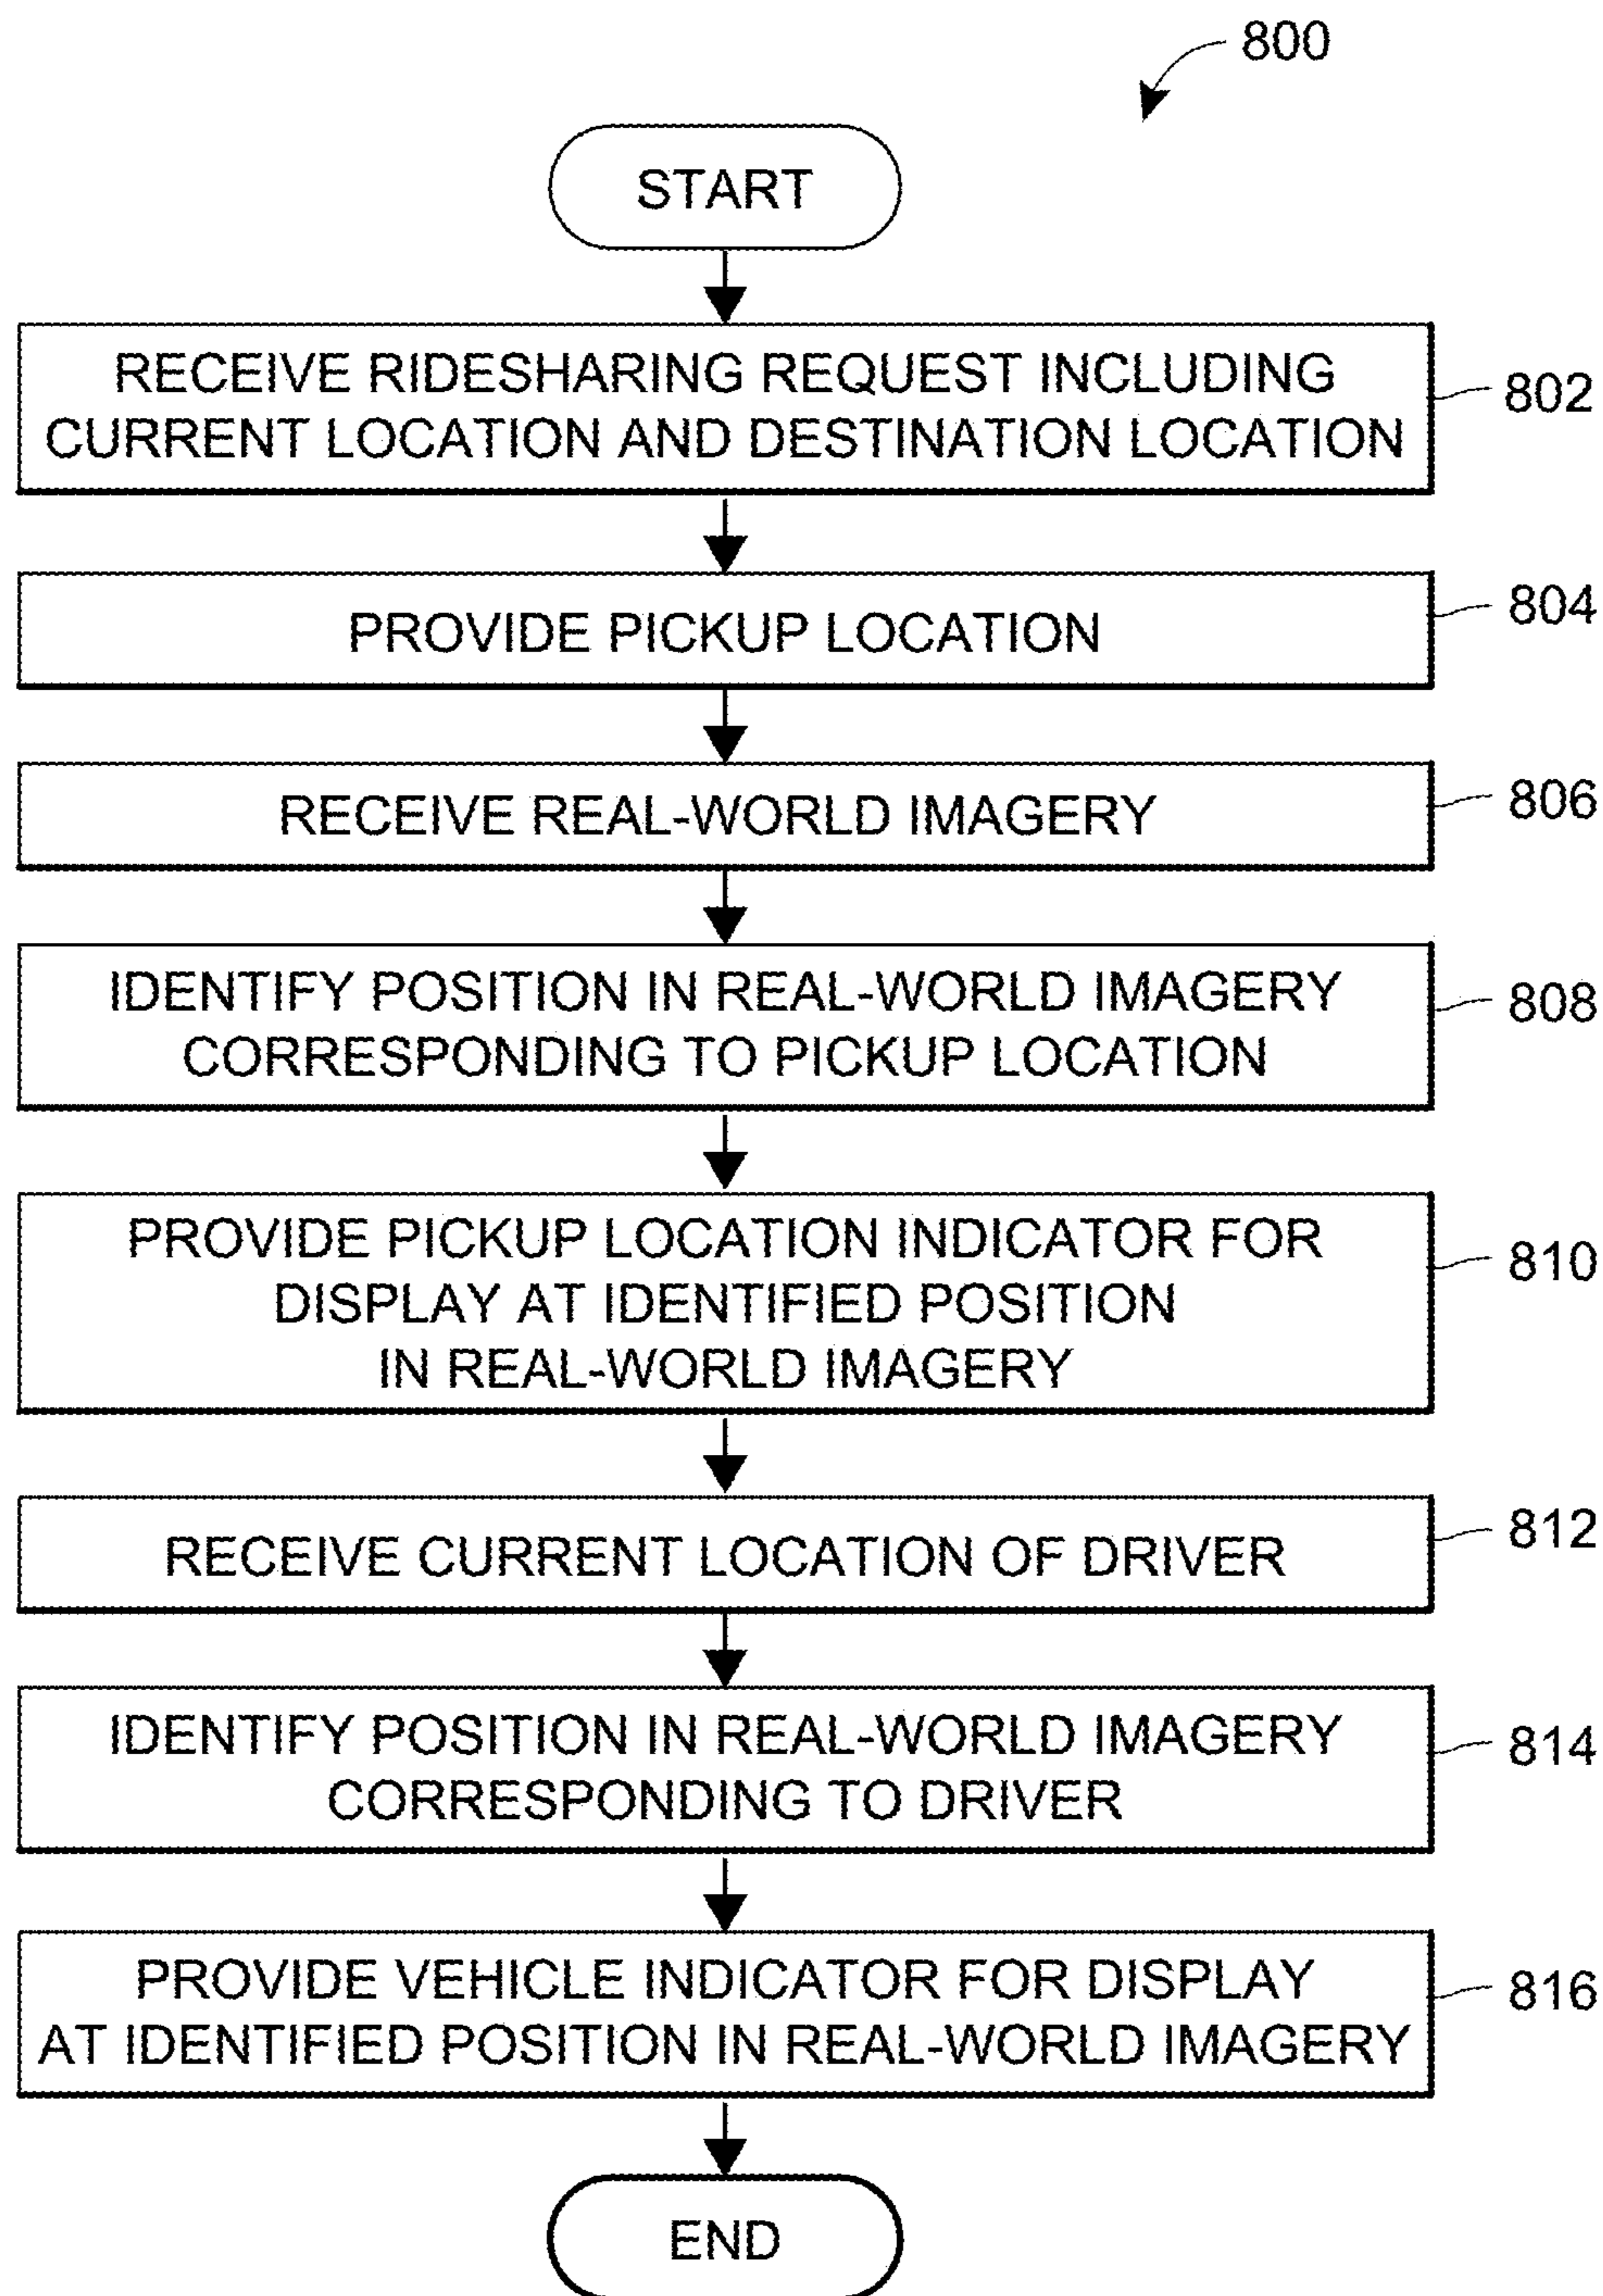 800
START
RECEIVE RIDESHARING REQUEST INCLUDING
CURRENT LOCATION AND DESTINATION LOCATION
802
PROVIDE PICKUP LOCATION
804
RECEIVE REAL-WORLD IMAGERY
806
IDENTIFY POSITION IN REAL-WORLD IMAGERY
CORRESPONDING TO PICKUP LOCATION
808
PROVIDE PICKUP LOCATION INDICATOR FOR
DISPLAY AT IDENTIFIED POSITION
IN REAL-WORLD IMAGERY
810
RECEIVE CURRENT LOCATION OF DRIVER
812
IDENTIFY POSITION IN REAL-WORLD IMAGERY
CORRESPONDING TO DRIVER
814
PROVIDE VEHICLE INDICATOR FOR DISPLAY
AT IDENTIFIED POSITION IN REAL-WORLD IMAGERY
816
END